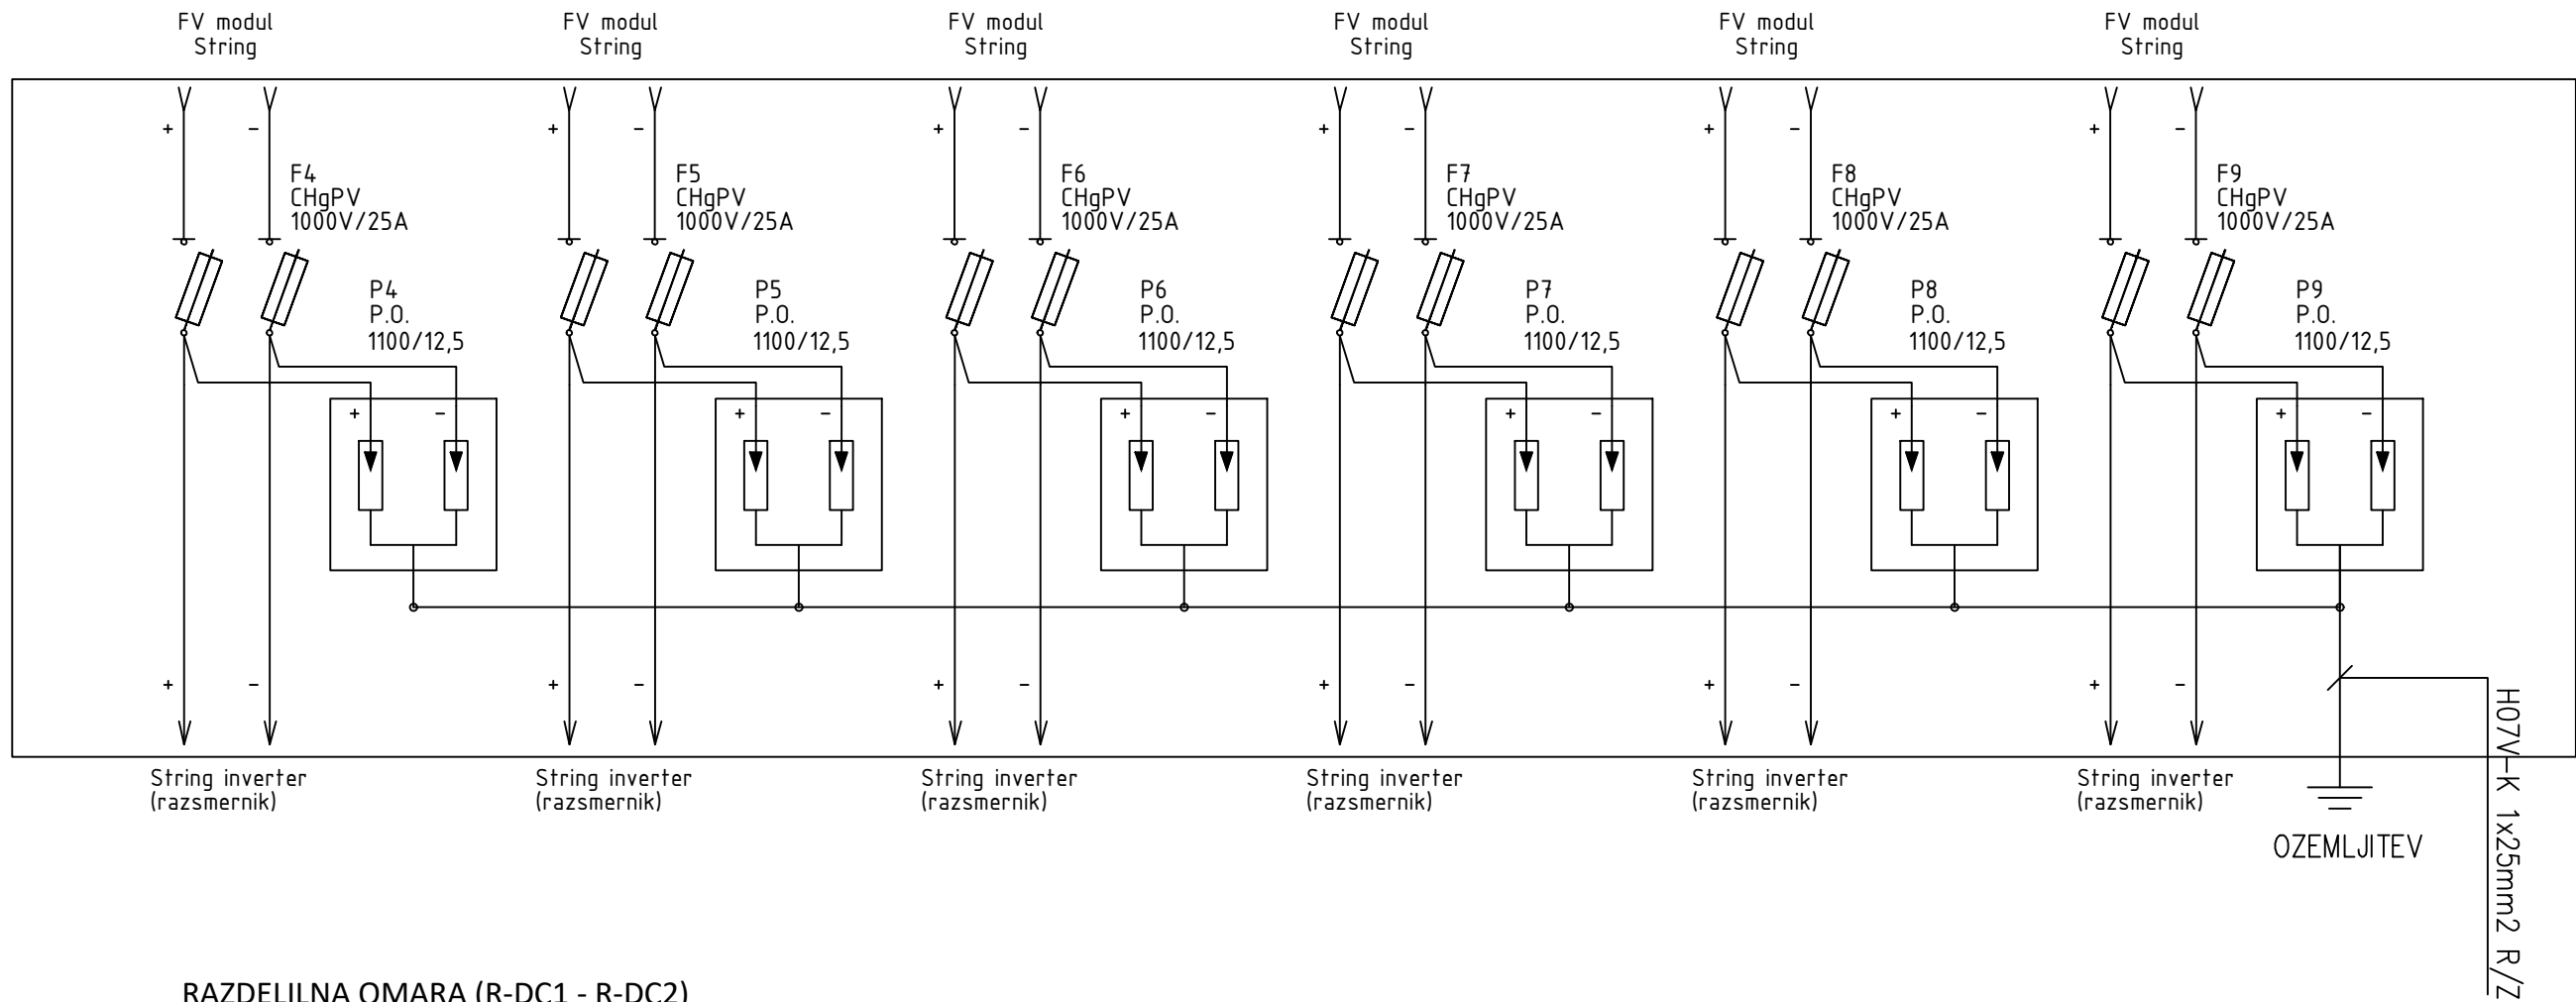 FV modul
String
FV modul
String
FV modul
String
FV modul
String
FV modul
String
FV modul
String
+
-
+
-
+
-
+
-
+
-
+
-
F4
CHgPV
1000V/25A
F5
CHgPV
1000V/25A
F6
CHgPV
1000V/25A
F7
CHgPV
1000V/25A
F8
CHgPV
1000V/25A
F9
CHgPV
1000V/25A
P4
P.O.
1100/12,5
P5
P.O.
1100/12,5
P6
P.O.
1100/12,5
P7
P.O.
1100/12,5
P8
P.O.
1100/12,5
P9
P.O.
1100/12,5
+
-
+
-
+
-
+
-
+
-
+
-
+
-
+
-
+
-
+
-
+
-
+
-
String inverter
(razsmernik)
String inverter
(razsmernik)
String inverter
(razsmernik)
String inverter
(razsmernik)
String inverter
(razsmernik)
String inverter
(razsmernik)
OZEMLJITEV
H07V-K 1x25mm2 R/Z
RAZDELILNA OMARA (R-DC1 - R-DC2)